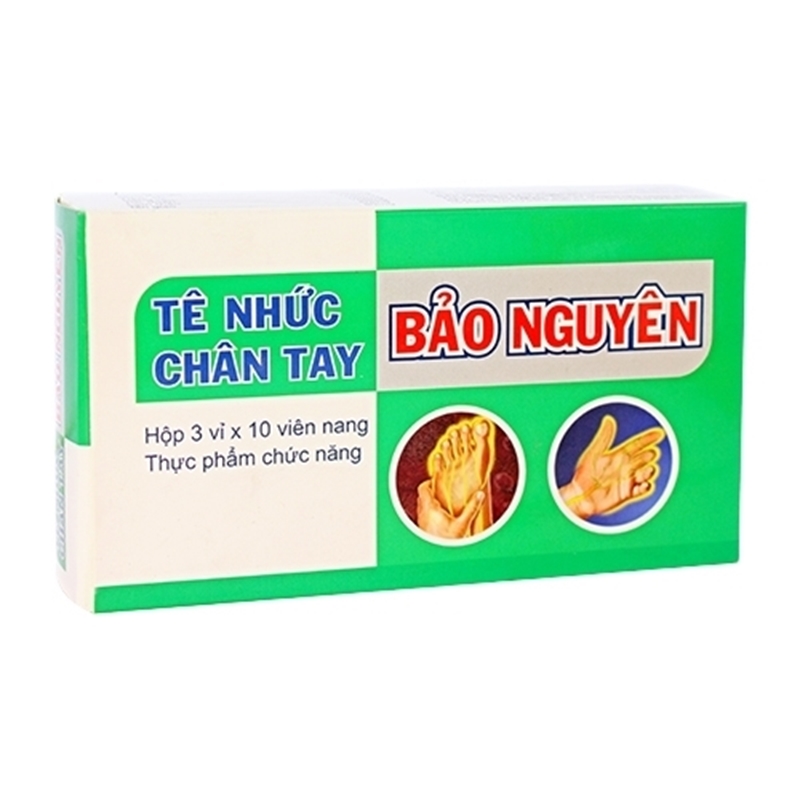 TÊ NHỨC
CHÂN TAY
BẢO NGUYÊN
Hộp 3 vỉ x 10 viên nang
Thực phẩm chức năng